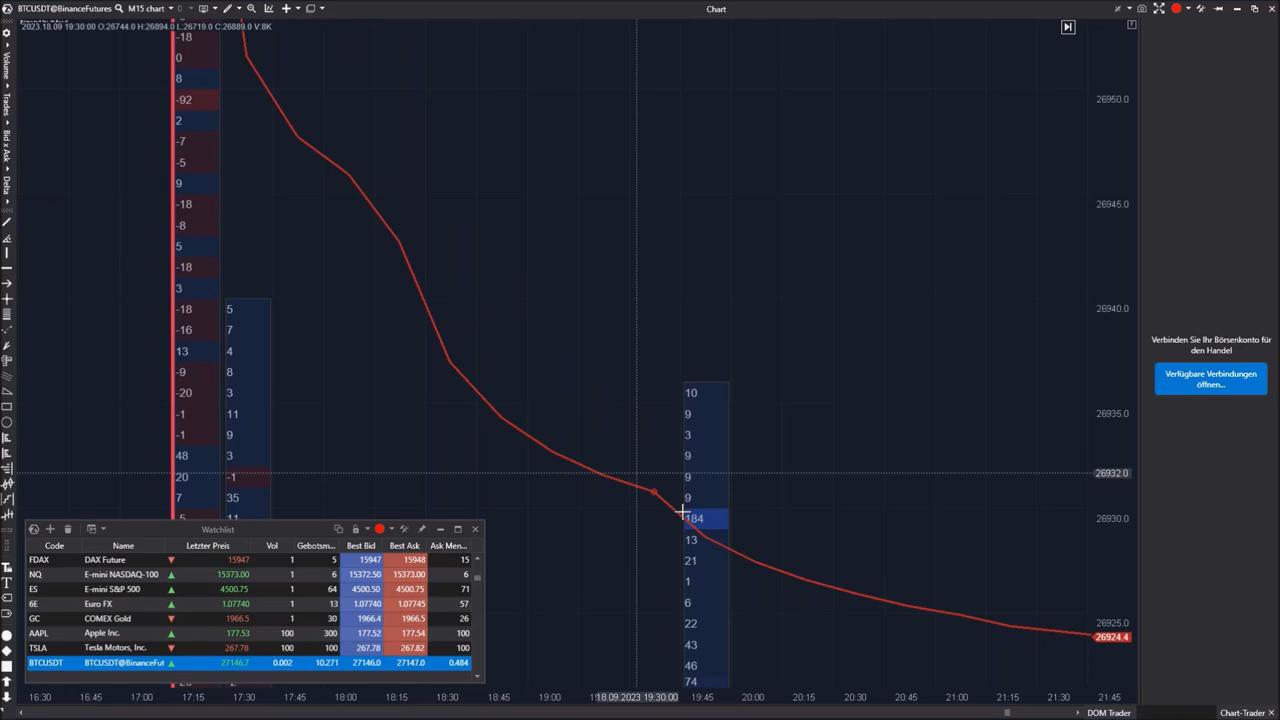 BTCUSDT@BinanceFutures M15 chart Chart
2023.18.09 19:30:00 O:26744.0 H:26894.0 L:26719.0 C:26889.0 V:8K
Volume
Trades
Bid x Ask
Delta
-18
0
8
-92
2
-7
-5
9
-18
-8
5
-18
3
-18
-16
13
-9
-20
-1
-1
48
20
7
5
7
4
8
3
11
9
3
-1
35
11
10
9
3
9
9
9
184
13
21
1
6
22
43
46
74
26950.0
26945.0
26940.0
26935.0
26932.0
26930.0
26925.0
26924.4
Verbinden Sie Ihr Börsenkonto für
den Handel
Verfügbare Verbindungen
öffnen...
Watchlist
Code Name Letzter Preis Vol Gebotsm... Best Bid Best Ask Ask Men...
FDAX DAX Future 15947 1 5 15947 15948 15
NQ E-mini NASDAQ-100 15373.00 1 6 15372.50 15373.00 6
ES E-mini S&P 500 4500.75 1 64 4500.50 4500.75 71
6E Euro FX 1.07740 1 13 1.07740 1.07745 57
GC COMEX Gold 1966.5 1 30 1966.4 1966.5 26
AAPL Apple Inc. 177.53 100 300 177.52 177.54 100
TSLA Tesla Motors, Inc. 267.78 100 100 267.78 267.82 100
BTCUSDT BTCUSDT@BinanceFut 27146.7 0.002 10.271 27146.0 27147.0 0.484
16:30 16:45 17:00 17:15 17:30 17:45 18:00 18:15 18:30 18:45 19:00 19:15 18.09.2023 19:30:00 19:45 20:00 20:15 20:30 20:45 21:00 21:15 21:30 21:45
DOM Trader Chart-Trader